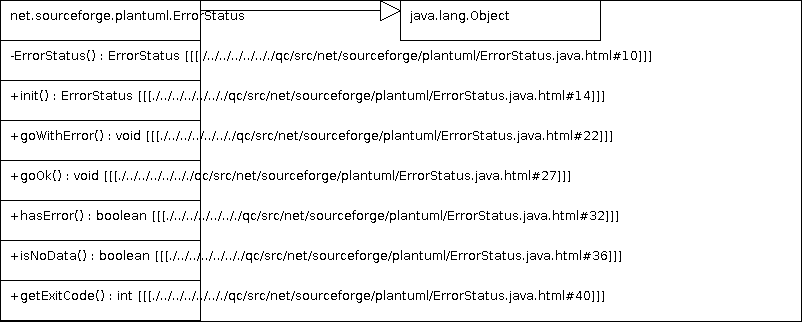 net.sourceforge.plantuml.ErrorStatus
java.lang.Object
-ErrorStatus() : ErrorStatus [[[./../../../../../qc/src/net/sourceforge/plantuml/ErrorStatus.java.html#10]]]
+init() : ErrorStatus [[[./../../../../../qc/src/net/sourceforge/plantuml/ErrorStatus.java.html#14]]]
+goWithError() : void [[[./../../../../../qc/src/net/sourceforge/plantuml/ErrorStatus.java.html#22]]]
+goOk() : void [[[./../../../../../qc/src/net/sourceforge/plantuml/ErrorStatus.java.html#27]]]
+hasError() : boolean [[[./../../../../../qc/src/net/sourceforge/plantuml/ErrorStatus.java.html#32]]]
+isNoData() : boolean [[[./../../../../../qc/src/net/sourceforge/plantuml/ErrorStatus.java.html#36]]]
+getExitCode() : int [[[./../../../../../qc/src/net/sourceforge/plantuml/ErrorStatus.java.html#40]]]